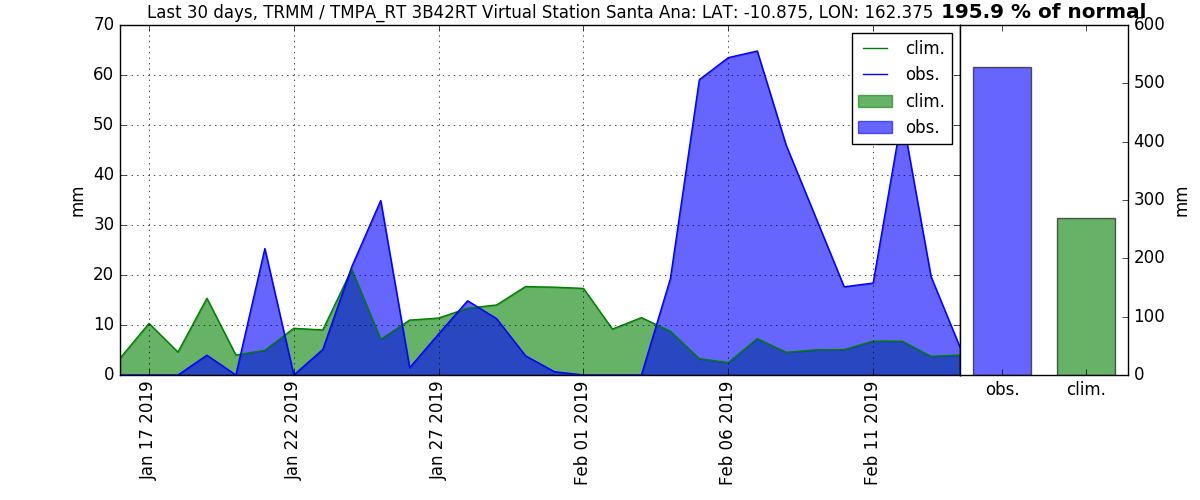 Last 30 days, TRMM / TMPA_RT 3B42RT Virtual Station Santa Ana: LAT: -10.875, LON: 162.375 195.9 % of normal
70
60
50
40
30
20
10
0
mm
clim.
obs.
clim.
obs.
Jan 17 2019
Jan 22 2019
Jan 27 2019
Feb 01 2019
Feb 06 2019
Feb 11 2019
600
500
400
300
200
100
0
mm
obs.
clim.